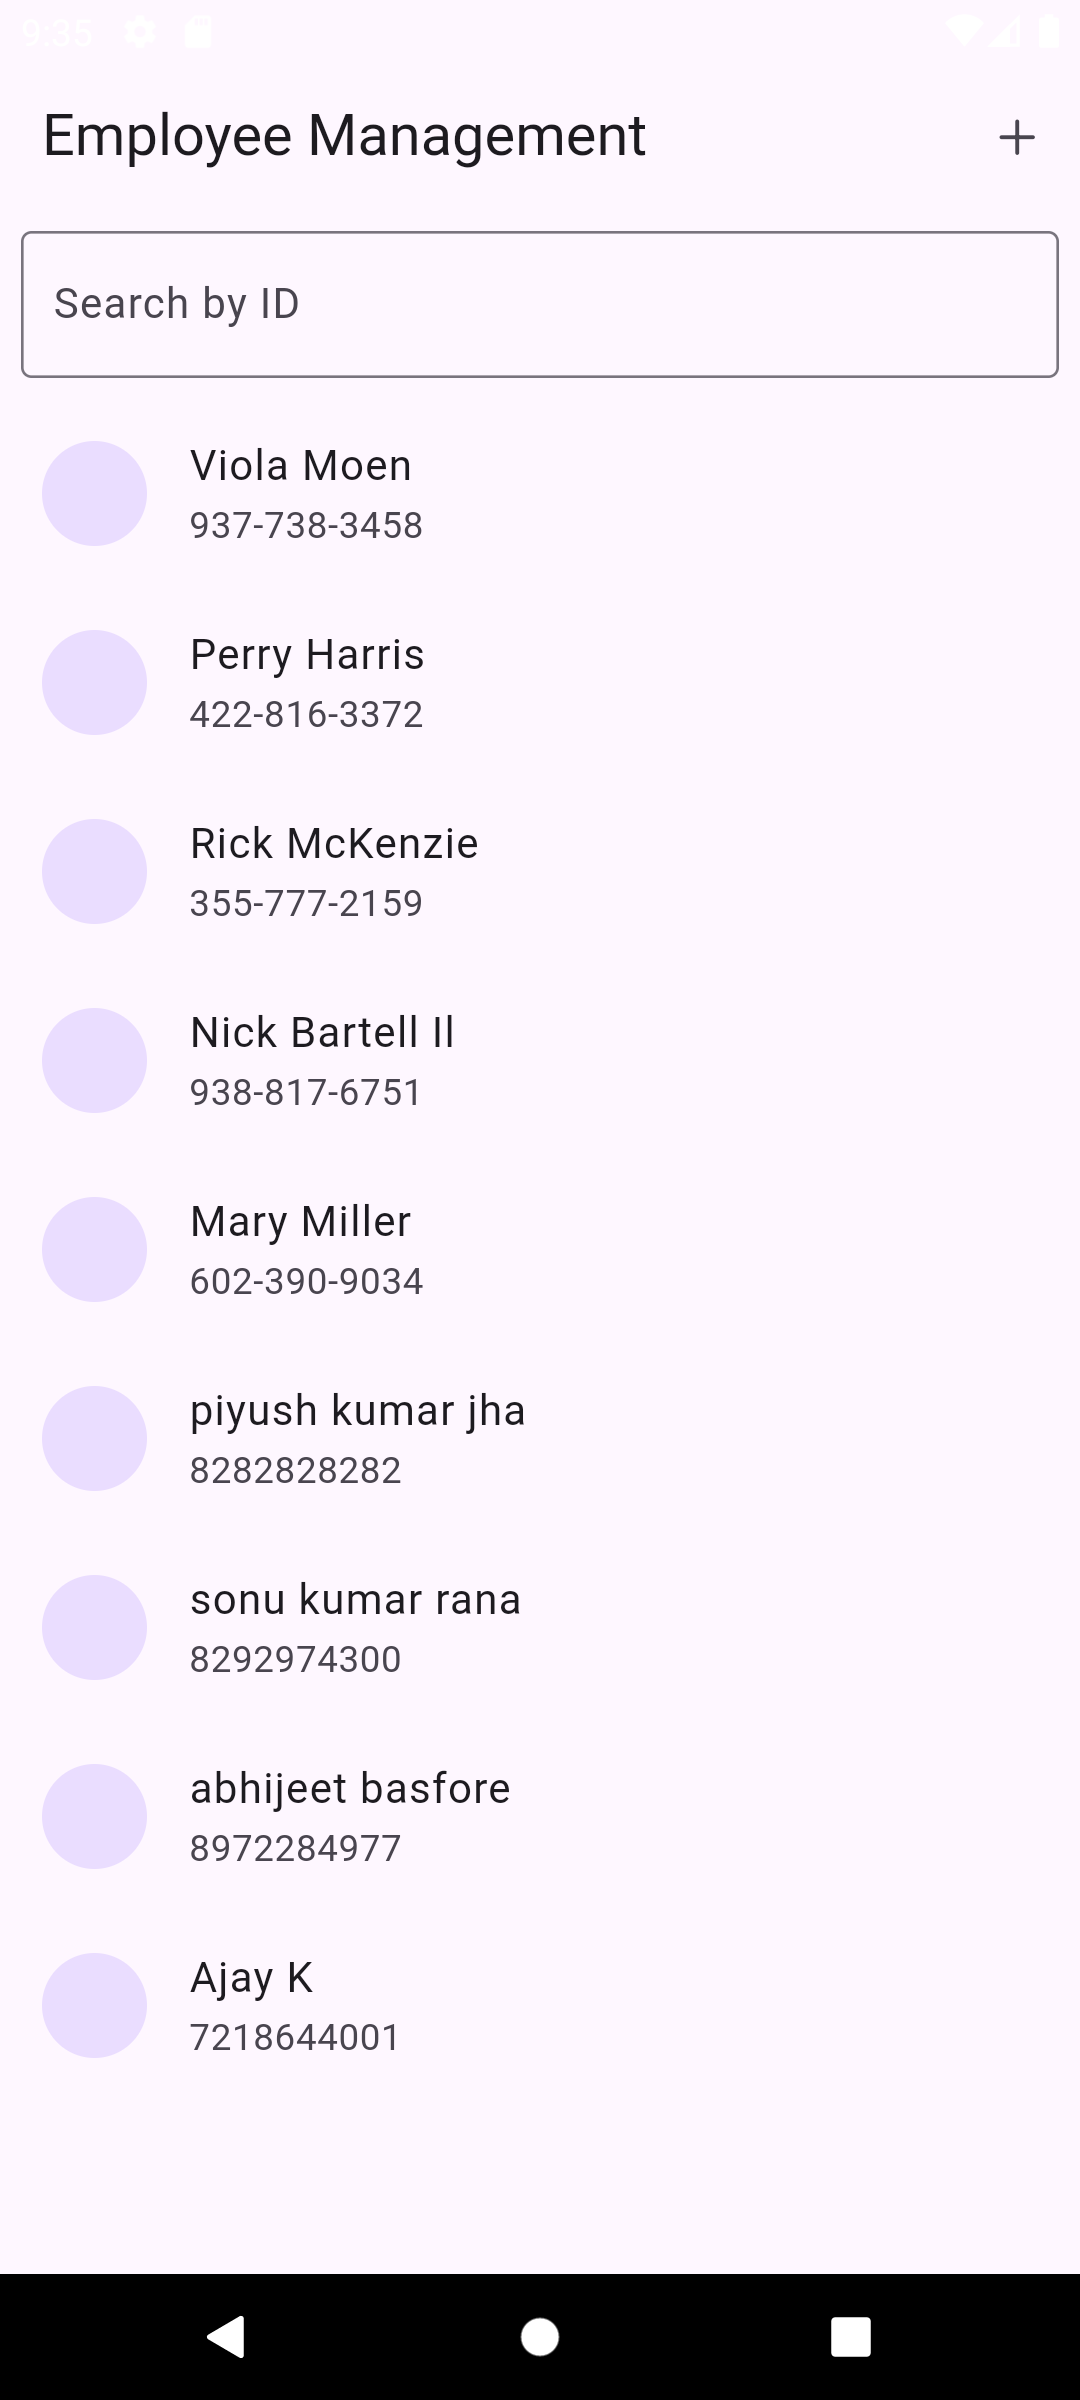 9:35
Employee Management
Search by ID
Viola Moen
937-738-3458
Perry Harris
422-816-3372
Rick McKenzie
355-777-2159
Nick Bartell Il
938-817-6751
Mary Miller
602-390-9034
piyush kumar jha
8282828282
sonu kumar rana
8292974300
abhijeet basfore
8972284977
Ajay K
7218644001